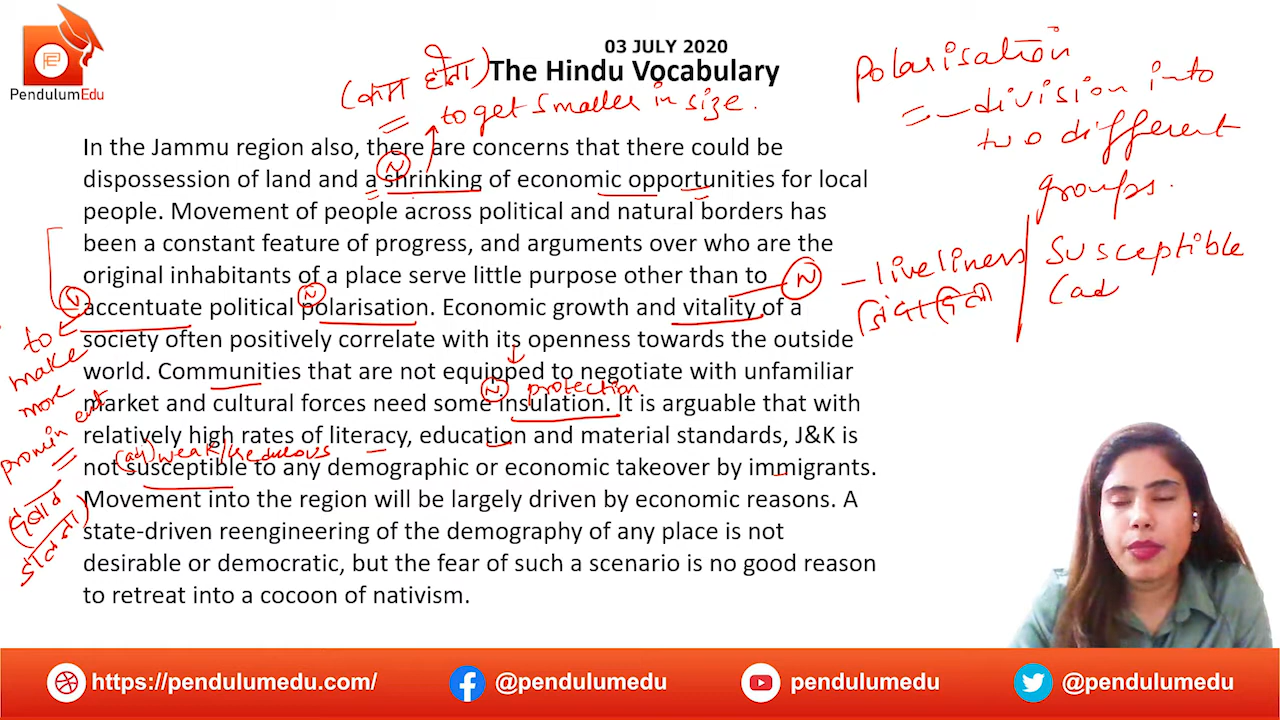 03 JULY 2020
The Hindu Vocabulary
PendulumEdu
(कम होना)
to get smaller in size.
Polarisation
= – division into
two different
groups.
In the Jammu region also, there are concerns that there could be
dispossession of land and a shrinking of economic opportunities for local
people. Movement of people across political and natural borders has
been a constant feature of progress, and arguments over who are the
original inhabitants of a place serve little purpose other than to
accentuate political polarisation. Economic growth and vitality of a
society often positively correlate with its openness towards the outside
world. Communities that are not equipped to negotiate with unfamiliar
market and cultural forces need some insulation. It is arguable that with
relatively high rates of literacy, education and material standards, J&K is
not susceptible to any demographic or economic takeover by immigrants.
Movement into the region will be largely driven by economic reasons. A
state-driven reengineering of the demography of any place is not
desirable or democratic, but the fear of such a scenario is no good reason
to retreat into a cocoon of nativism.
N
N
N
V
N
protection
(adj) weak/
to
make
more
prominent
– liveliness
Susceptible
(ad
https://pendulumedu.com/
@pendulumedu
pendulumedu
@pendulumedu